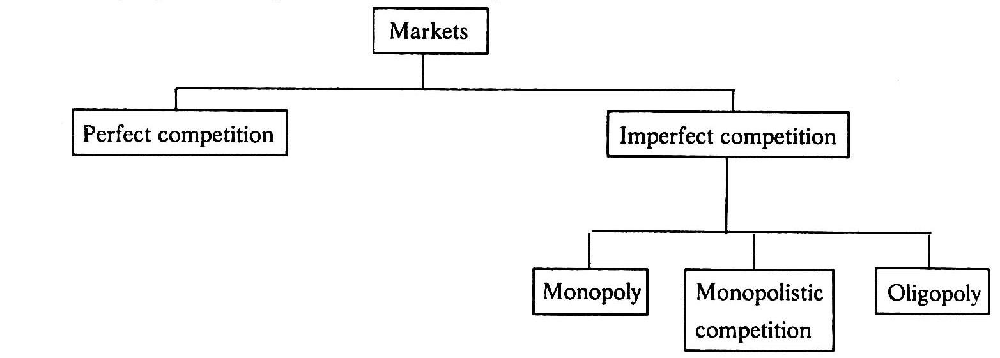 Markets
Perfect competition
Imperfect competition
Monopoly
Monopolistic
competition
Oligopoly